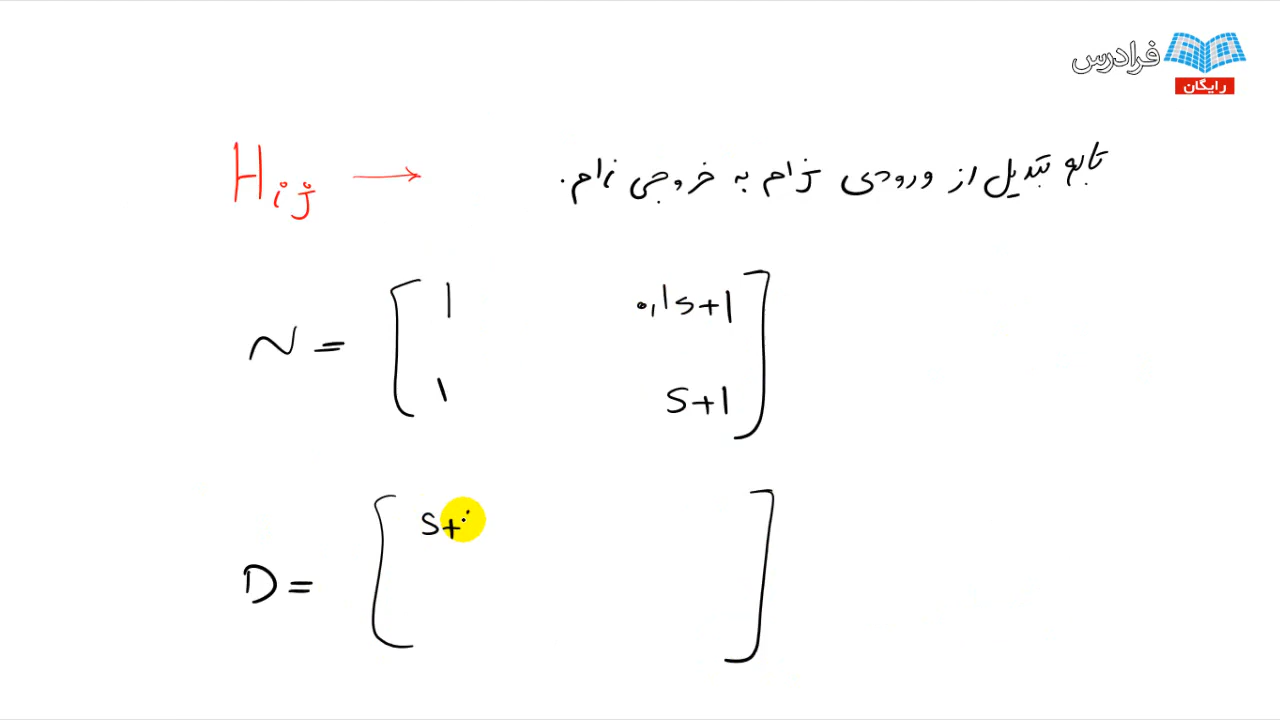 فرادرس
رایگان
Hij → تابع تبدیل از ورودی j ام به خروجی i ام.
N = [ 1 0,1s+1
1 s+1 ]
D = [ s+ ]